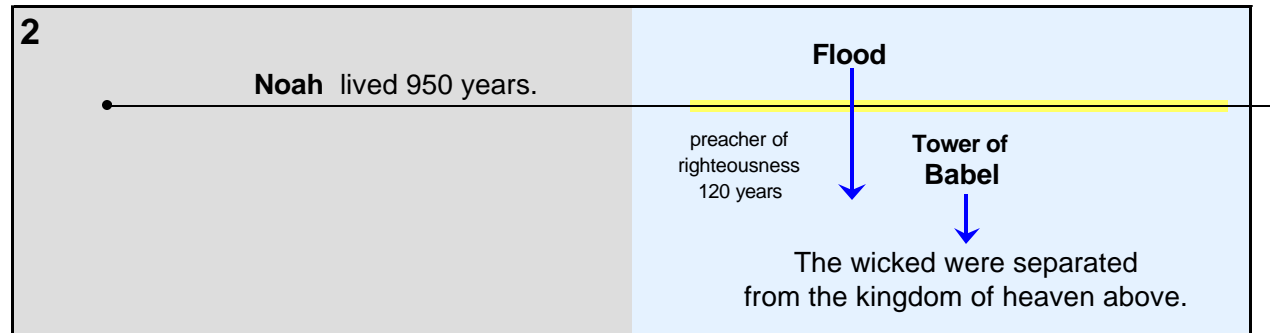 2
Flood
Noah lived 950 years.
preacher of
righteousness
120 years
Tower of
Babel
The wicked were separated
from the kingdom of heaven above.